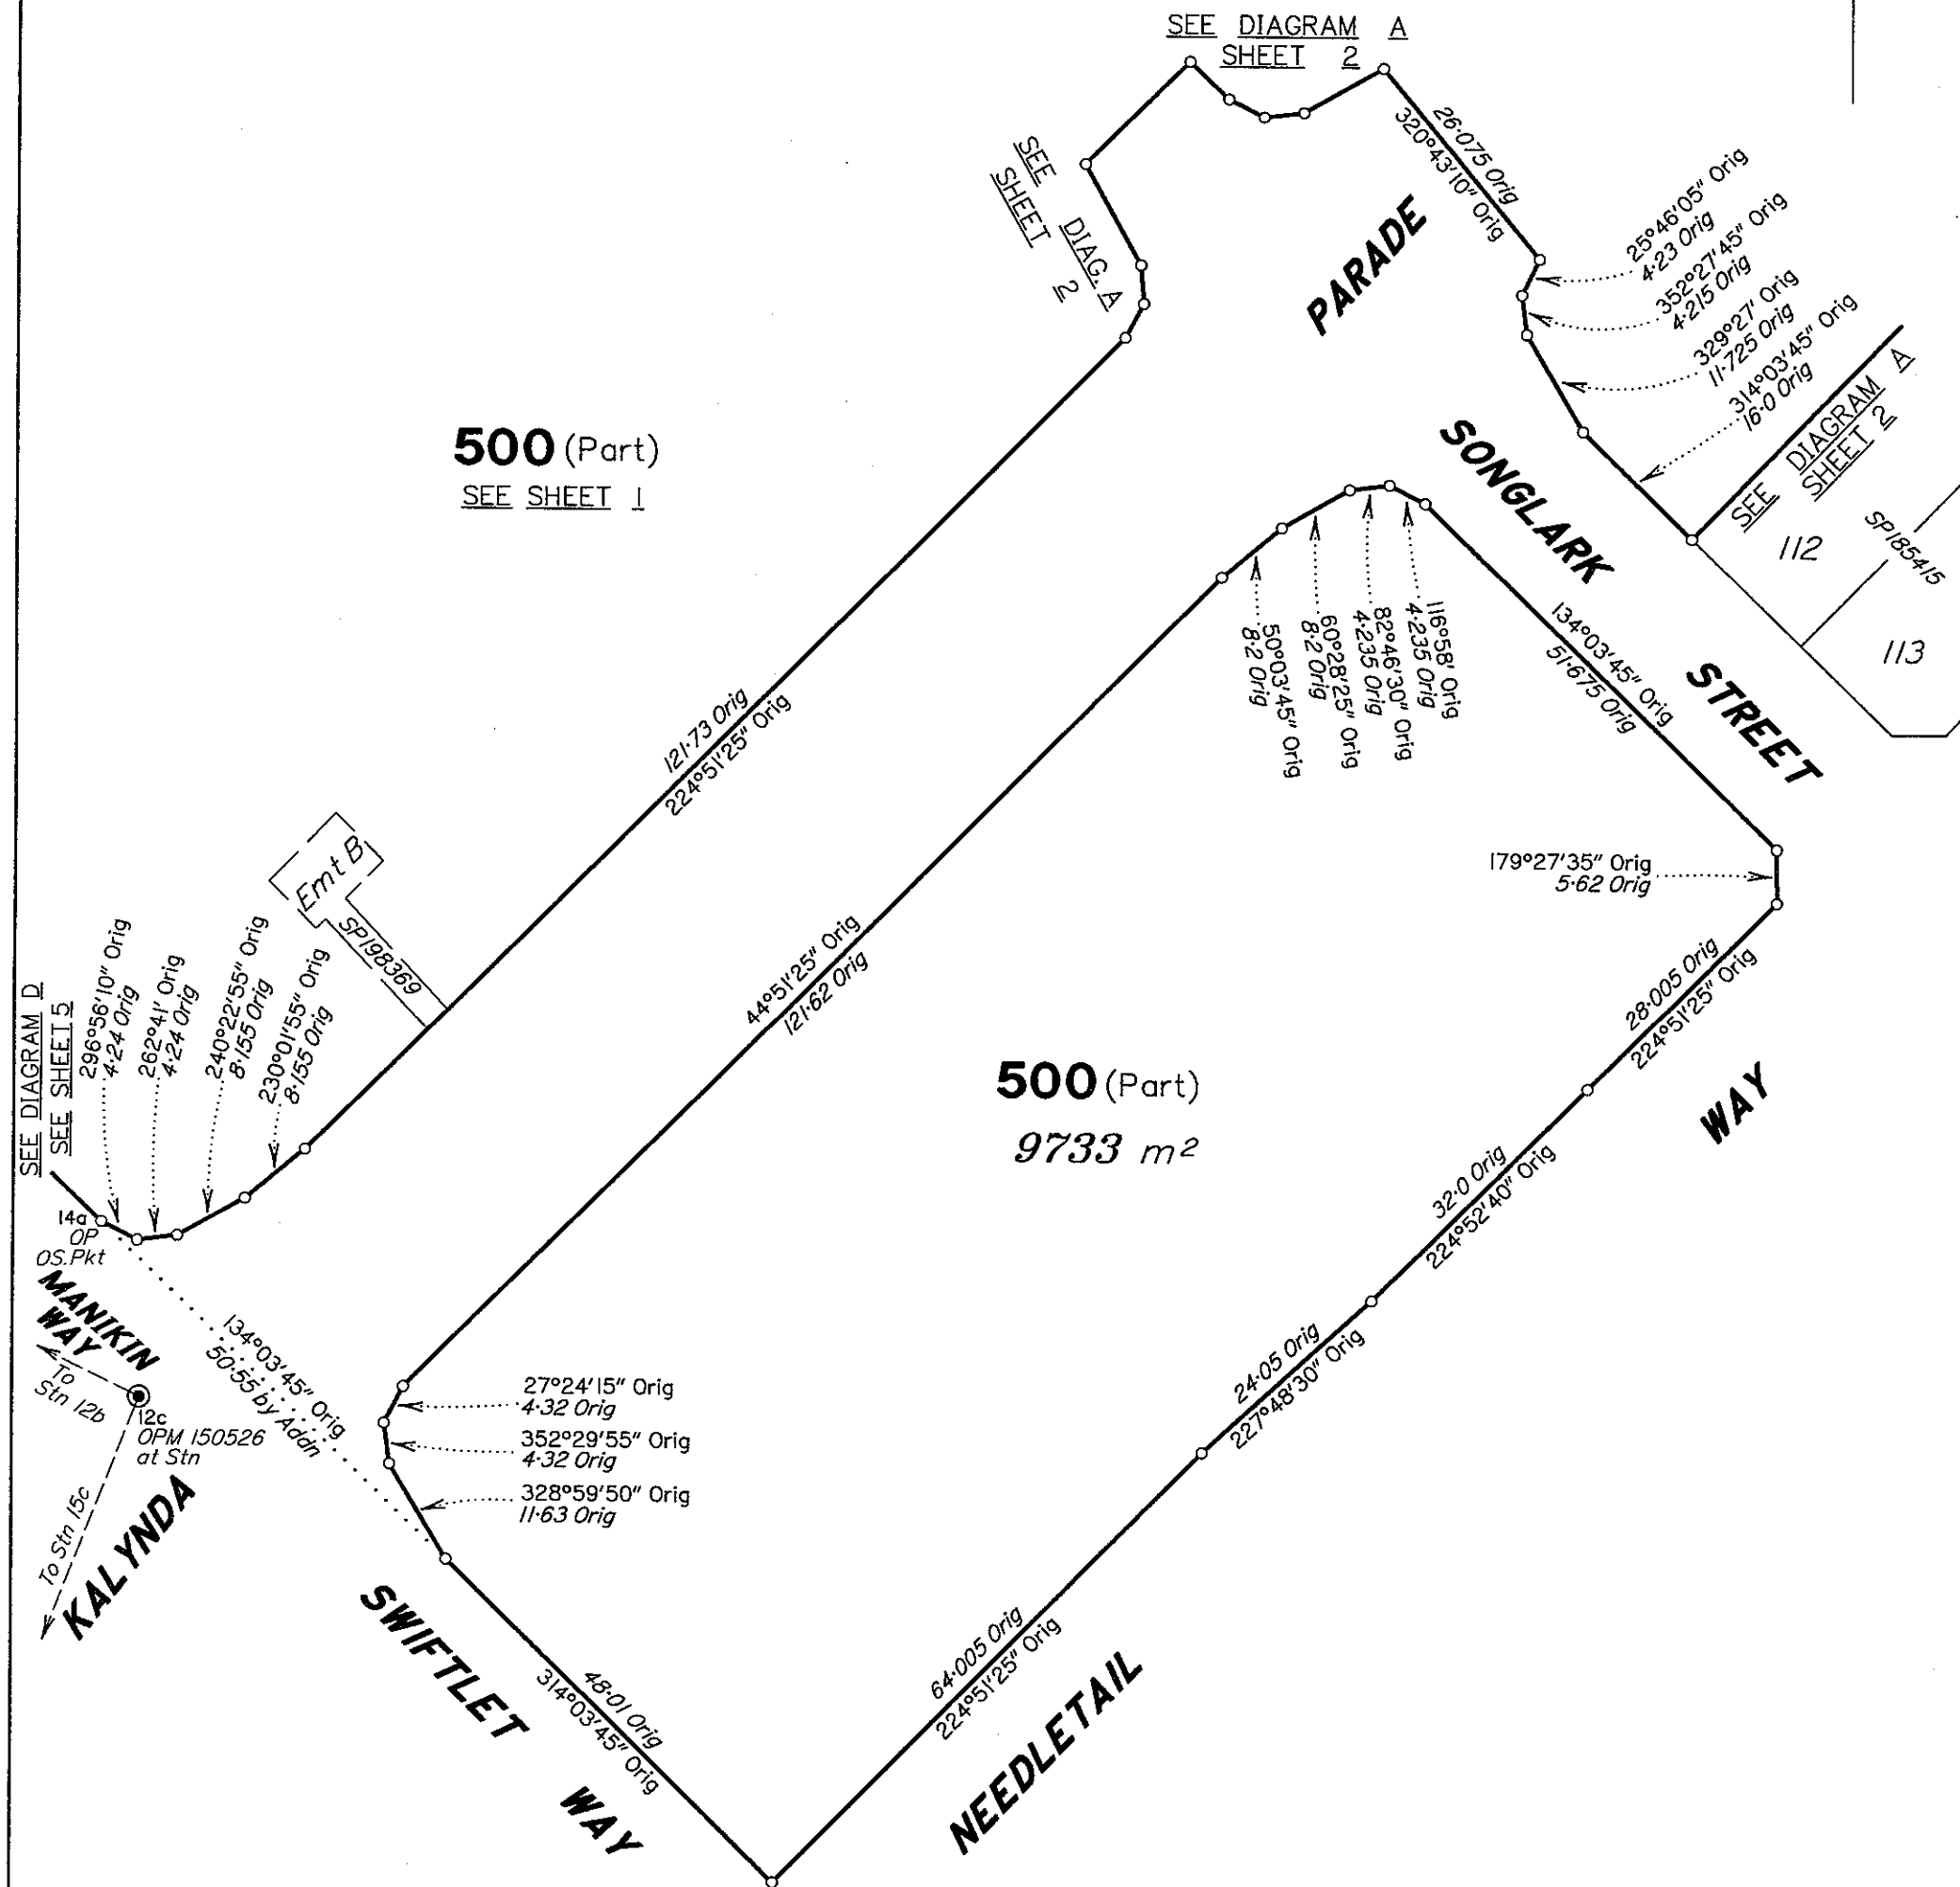 SEE DIAGRAM A
SHEET 2
SEE DIAG. A
SHEET 2
26·075 Orig
320°43'10" Orig
PARADE
25°46'05" Orig
4·23 Orig
352°27'45" Orig
4·215 Orig
329°27' Orig
11·725 Orig
314°03'45" Orig
16·0 Orig
SEE DIAGRAM A
SHEET 2
112
SP185415
113
500 (Part)
SEE SHEET 1
SONGLARK
STREET
50°03'45" Orig
8·2 Orig
60°28'25" Orig
8·2 Orig
82°46'30" Orig
4·235 Orig
116°58' Orig
4·235 Orig
134°03'45" Orig
51·675 Orig
121·73 Orig
224°51'25" Orig
Emt B
SP198369
179°27'35" Orig
5·62 Orig
44°51'25" Orig
121·62 Orig
28·005 Orig
224°51'25" Orig
SEE DIAGRAM D
SEE SHEET 5
296°56'10" Orig
4·24 Orig
262°41' Orig
4·24 Orig
240°22'55" Orig
8·155 Orig
230°01'55" Orig
8·155 Orig
500 (Part)
9733 m²
WAY
32·0 Orig
224°52'40" Orig
14a
OP
OS.Pkt
MANIKIN
WAY
To
Stn 12b
12c
OPM 150526
at Stn
To Stn 15c
KALYNDA
134°03'45" Orig
50·55 by Addn
27°24'15" Orig
4·32 Orig
352°29'55" Orig
4·32 Orig
328°59'50" Orig
11·63 Orig
24·05 Orig
227°48'30" Orig
SWIFTLET
WAY
48·01 Orig
314°03'45" Orig
64·005 Orig
224°51'25" Orig
NEEDLETAIL